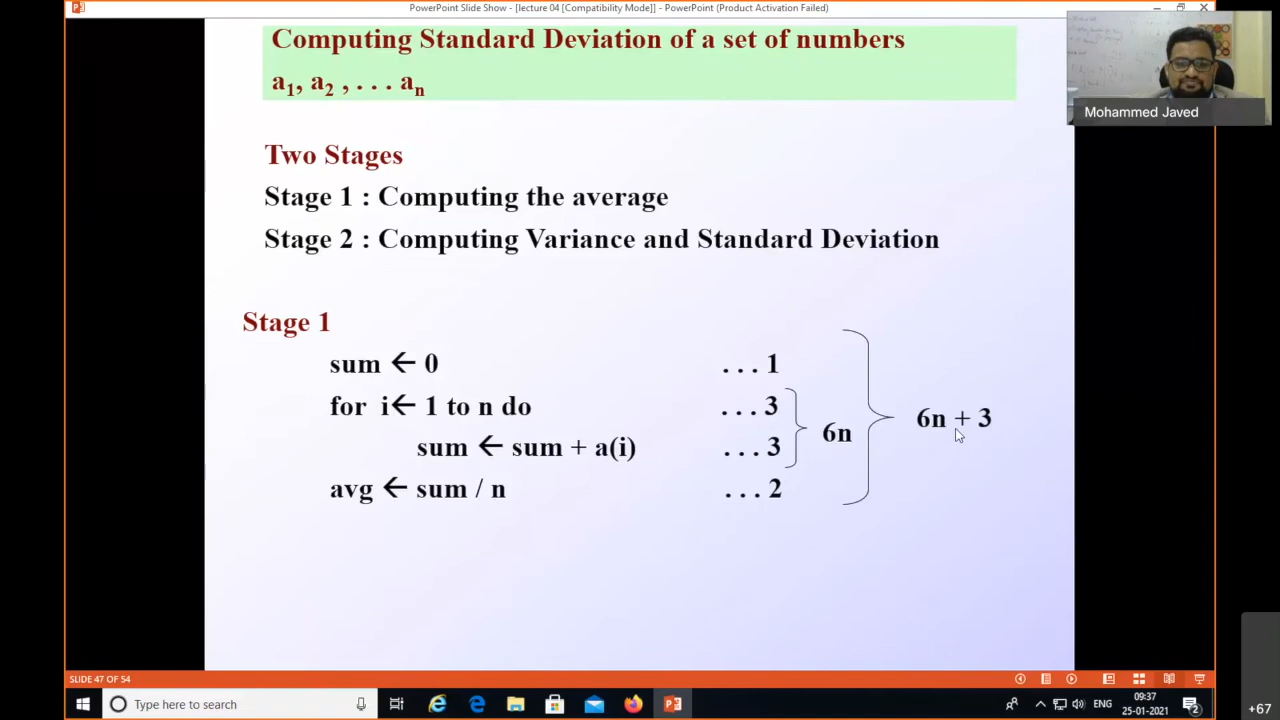 PowerPoint Slide Show - [lecture 04 [Compatibility Mode]] - PowerPoint (Product Activation Failed)
Computing Standard Deviation of a set of numbers
a1, a2 , . . . an
Mohammed Javed
Two Stages
Stage 1 : Computing the average
Stage 2 : Computing Variance and Standard Deviation
Stage 1
sum ← 0 . . . 1
for i← 1 to n do . . . 3
sum ← sum + a(i) . . . 3
avg ← sum / n . . . 2
6n
6n + 3
SLIDE 47 OF 54
Type here to search
ENG
09:37
25-01-2021
2
+67